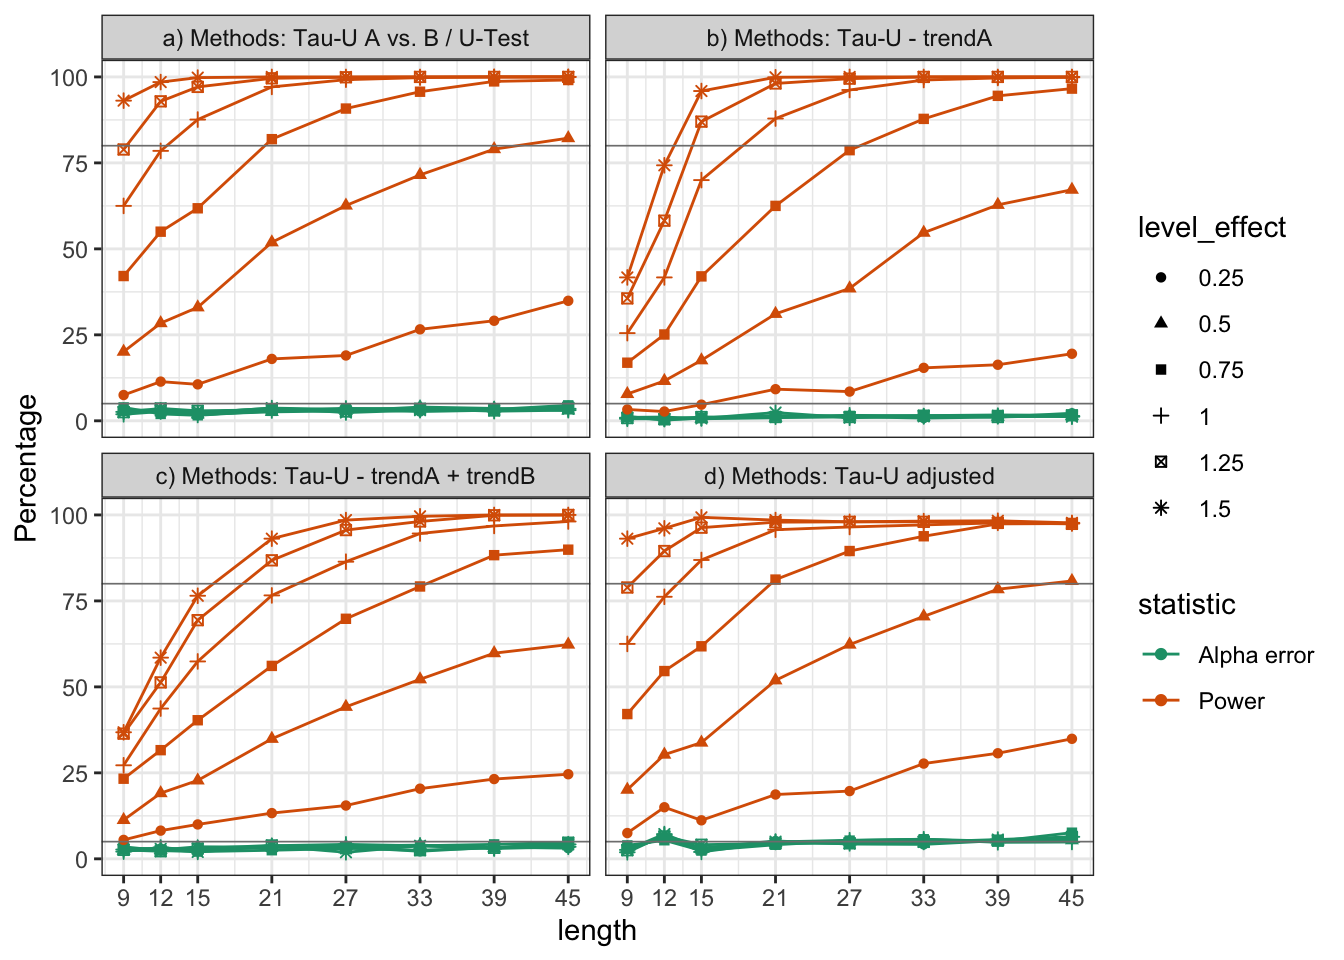 a) Methods: Tau-U A vs. B / U-Test
b) Methods: Tau-U - trendA
100
75
50
25
0
c) Methods: Tau-U - trendA + trendB
d) Methods: Tau-U adjusted
100
75
50
25
0
9 12 15 21 27 33 39 45
9 12 15 21 27 33 39 45
length
Percentage
level_effect
0.25
0.5
0.75
1
1.25
1.5
statistic
Alpha error
Power